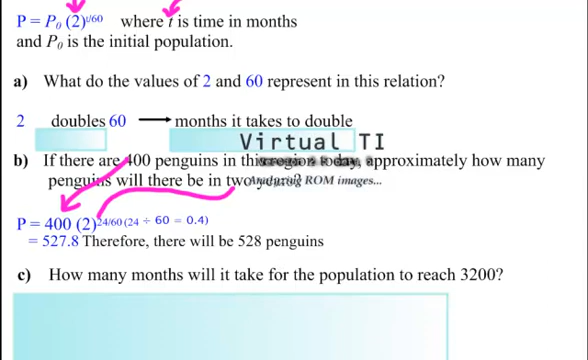 P = P₀ (2)ᵗ/⁶⁰ where t is time in months
and P₀ is the initial population.
a) What do the values of 2 and 60 represent in this relation?
2 doubles 60 → months it takes to double
Virtual TI
b) If there are 400 penguins in this region today, approximately how many
penguins will there be in two years?
Analyzing ROM images...
P = 400 (2)²⁴/⁶⁰ (24 ÷ 60 = 0.4)
= 527.8 Therefore, there will be 528 penguins
c) How many months will it take for the population to reach 3200?